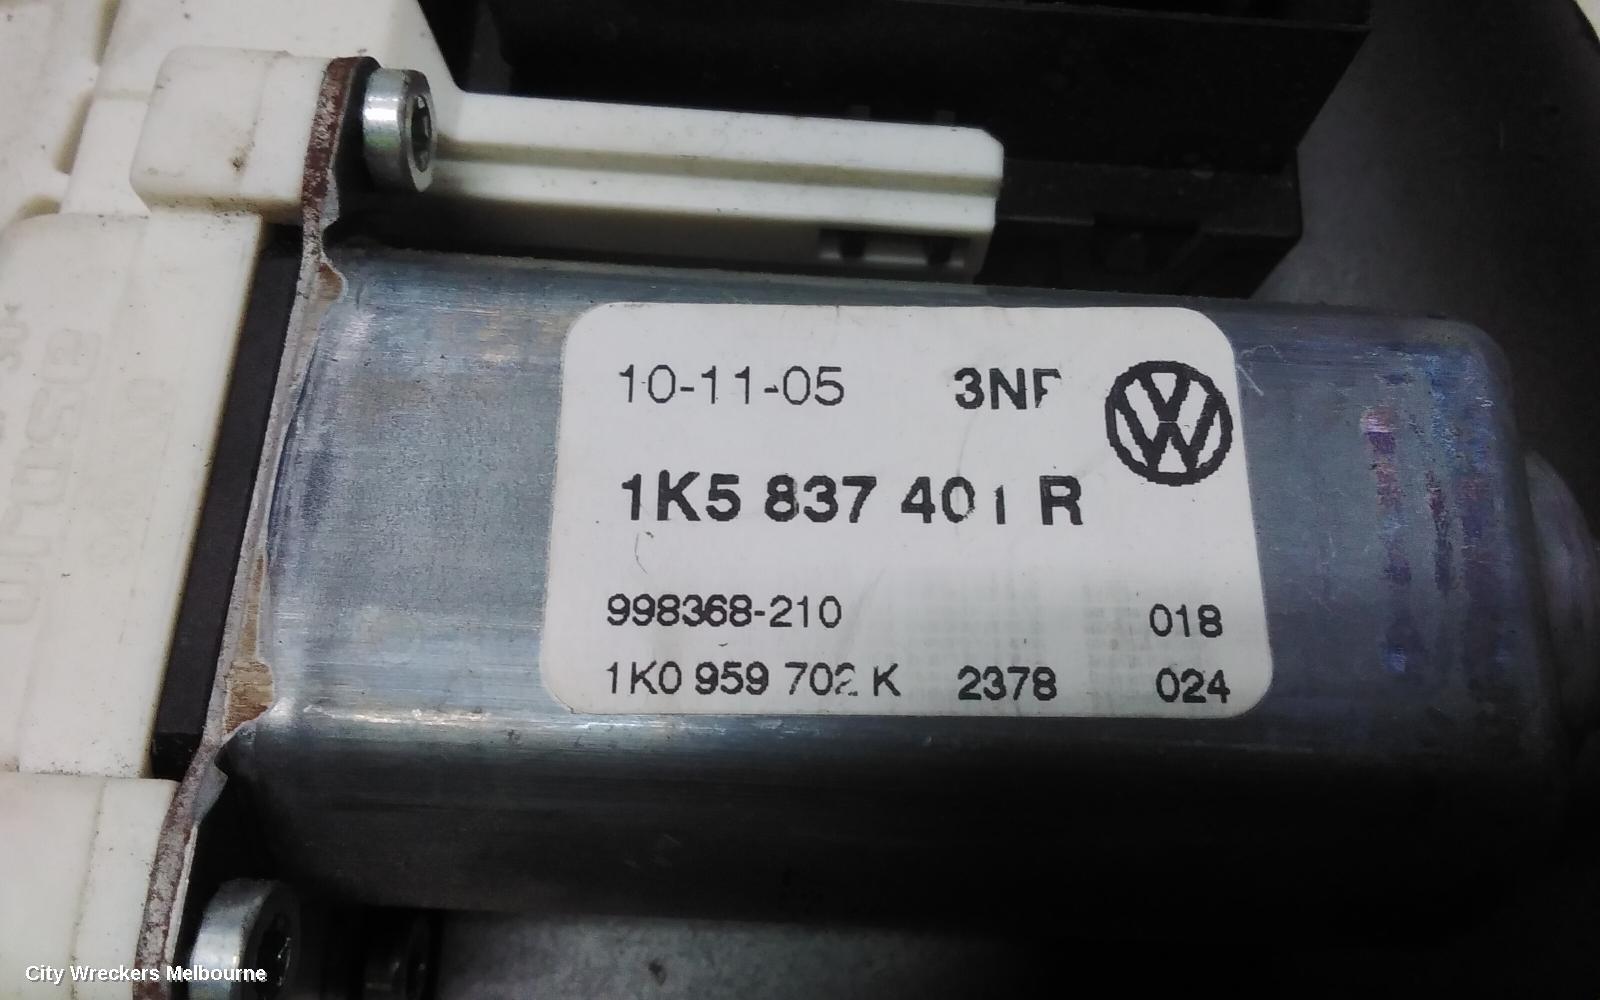 10-11-05 3NF
1K5 837 401 R
998368-210 018
1K0 959 702 K 2378 024
City Wreckers Melbourne